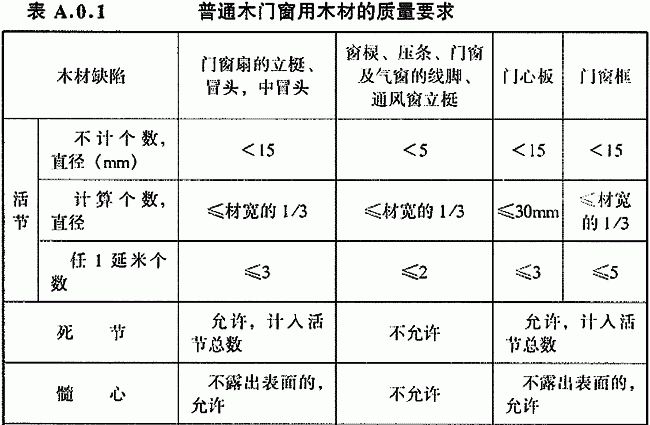 表 A.0.1 普通木门窗用木材的质量要求
木材缺陷
门窗扇的立梃、
冒头，中冒头
窗棂、压条、门窗
及气窗的线脚、
通风窗立梃
门心板
门窗框
活
节
不计个数，
直径（mm）
<15
<5
<15
<15
计算个数，
直径
≤材宽的 1/3
≤材宽的 1/3
≤30mm
≤材宽
的 1/3
任 1 延米个
数
≤3
≤2
≤3
≤5
死 节
允许，计入活
节总数
不允许
允许，计入活
节总数
髓 心
不露出表面的，
允许
不允许
不露出表面的，
允许